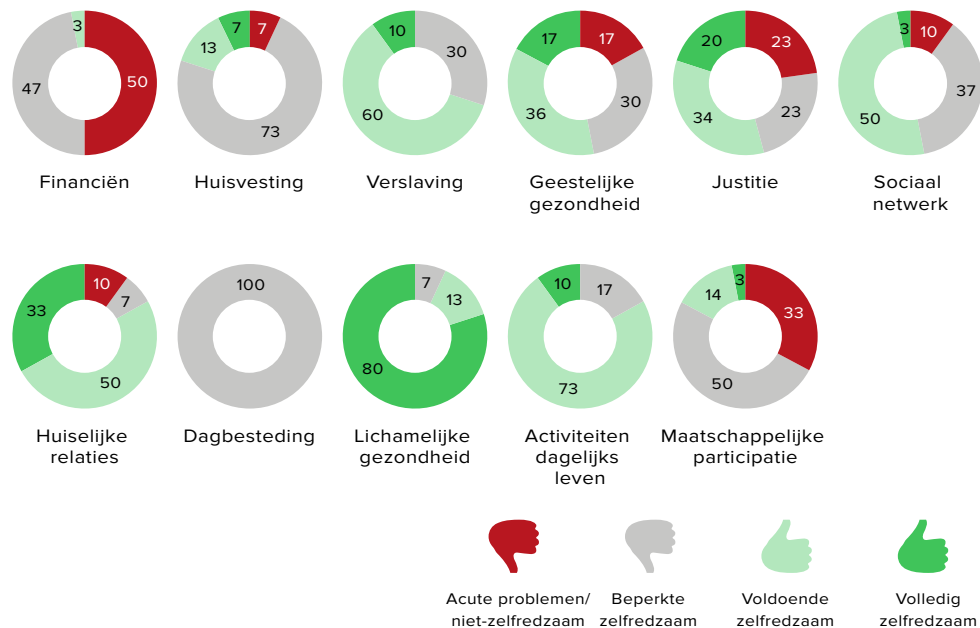 3
50
47
Financiën
7
7
13
73
Huisvesting
10
30
60
Verslaving
17
17
36
30
Geestelijke
gezondheid
20
23
34
23
Justitie
3
10
37
50
Sociaal
netwerk
10
7
33
50
Huiselijke
relaties
100
Dagbesteding
7
13
80
Lichamelijke
gezondheid
10
17
73
Activiteiten
dagelijks
leven
3
14
33
50
Maatschappelijke
participatie
Acute problemen/
niet-zelfredzaam
Beperkte
zelfredzaam
Voldoende
zelfredzaam
Volledig
zelfredzaam